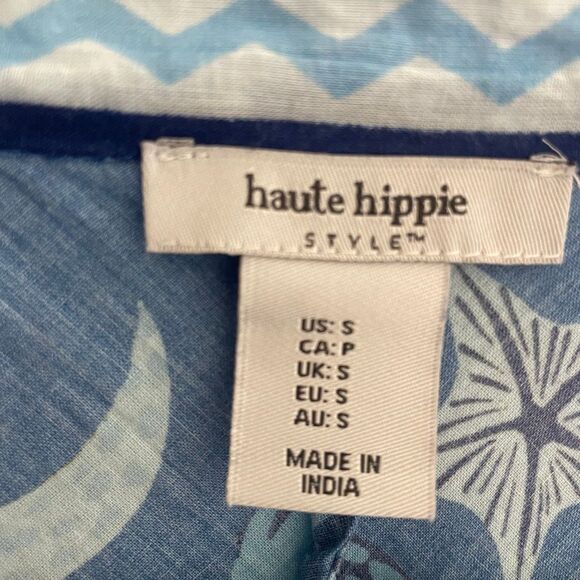 haute hippie
STYLE™
US: S
CA: P
UK: S
EU: S
AU: S
MADE IN
INDIA